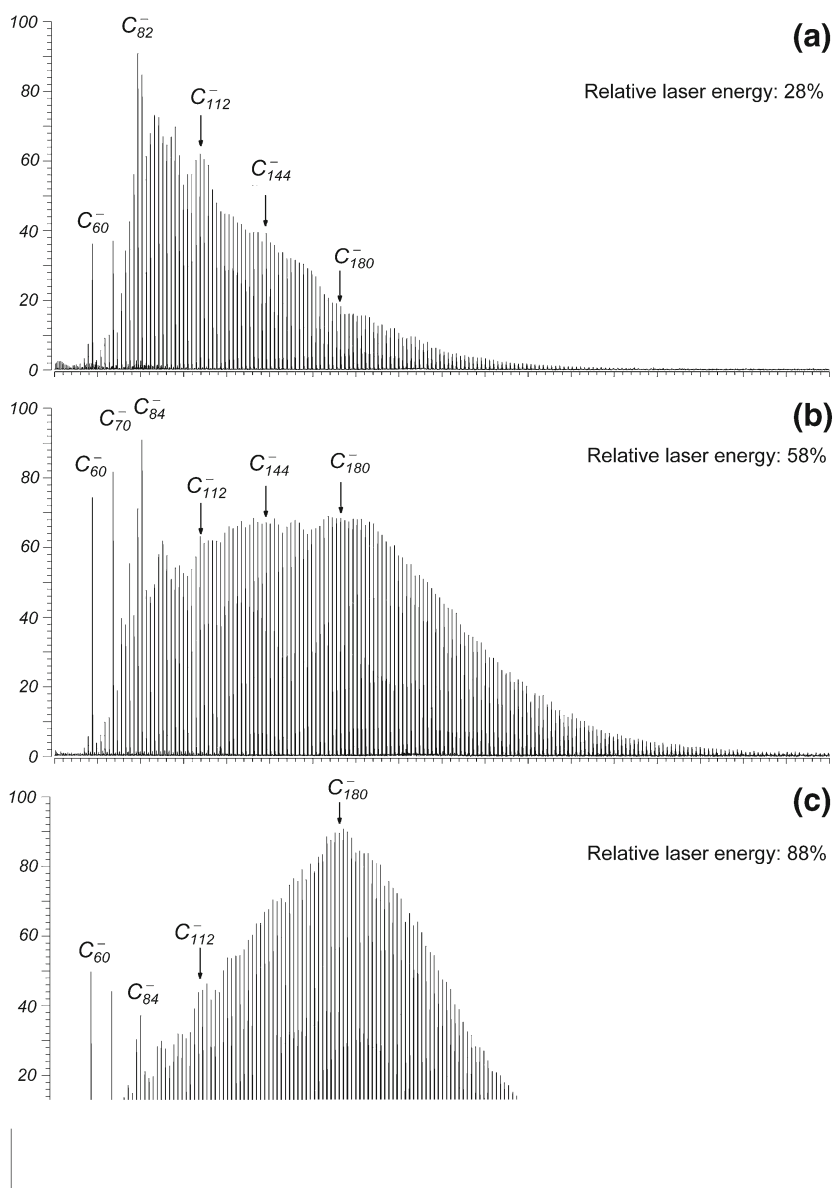 100
(a)
C₈₂⁻
80
Relative laser energy: 28%
C₁₁₂⁻
60
C₁₄₄⁻
40
C₆₀⁻
C₁₈₀⁻
20
0
100
(b)
C₇₀⁻ C₈₄⁻
80
C₆₀⁻
C₁₁₂⁻
C₁₄₄⁻
C₁₈₀⁻
Relative laser energy: 58%
60
40
20
0
100
(c)
C₁₈₀⁻
80
Relative laser energy: 88%
60
C₆₀⁻
C₁₁₂⁻
40
C₈₄⁻
20